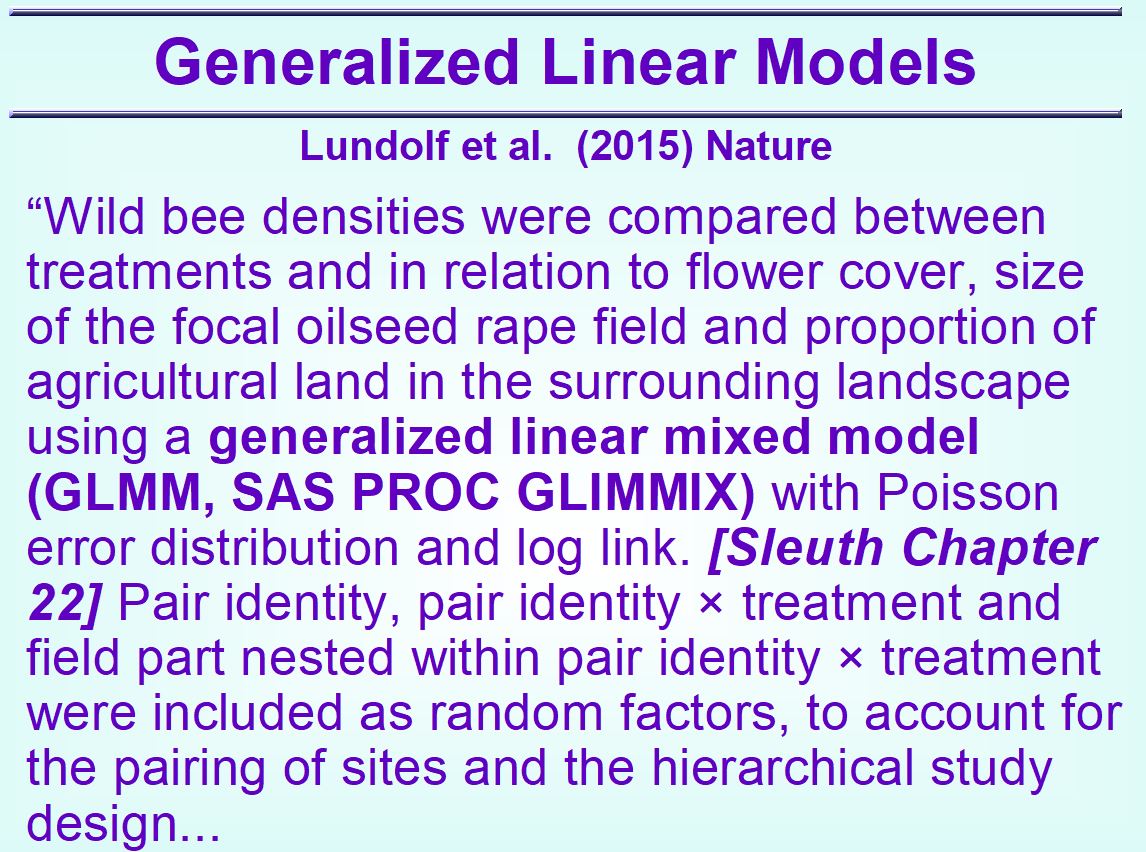 Generalized Linear Models
Lundolf et al.  (2015) Nature
“Wild bee densities were compared between
treatments and in relation to flower cover, size
of the focal oilseed rape field and proportion of
agricultural land in the surrounding landscape
using a generalized linear mixed model
(GLMM, SAS PROC GLIMMIX) with Poisson
error distribution and log link. [Sleuth Chapter
22] Pair identity, pair identity × treatment and
field part nested within pair identity × treatment
were included as random factors, to account for
the pairing of sites and the hierarchical study
design...